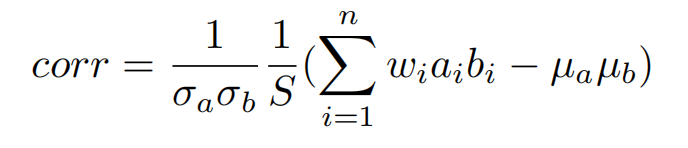 corr = \frac{1}{\sigma_a \sigma_b} \frac{1}{S} (\sum_{i=1}^{n} w_i a_i b_i - \mu_a \mu_b)